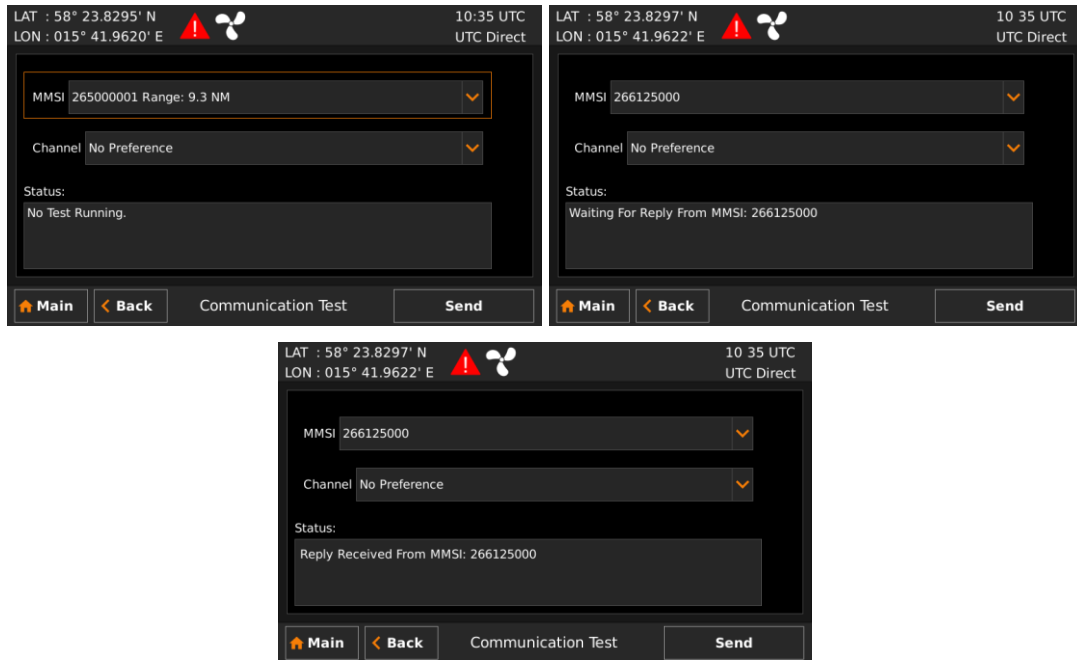 LAT : 58° 23.8295' N
LON : 015° 41.9620' E
10:35 UTC
UTC Direct
MMSI 265000001 Range: 9.3 NM
Channel No Preference
Status:
No Test Running.
Main Back Communication Test Send
LAT : 58° 23.8297' N
LON : 015° 41.9622' E
10 35 UTC
UTC Direct
MMSI 266125000
Channel No Preference
Status:
Waiting For Reply From MMSI: 266125000
Main Back Communication Test Send
LAT : 58° 23.8297' N
LON : 015° 41.9622' E
10 35 UTC
UTC Direct
MMSI 266125000
Channel No Preference
Status:
Reply Received From MMSI: 266125000
Main Back Communication Test Send